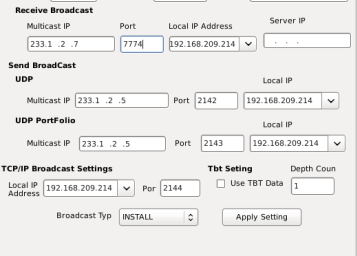 Receive Broadcast
Multicast IP Port Local IP Address Server IP
233.1 .2 .7 7774 192.168.209.214 . . .
Send BroadCast
UDP Local IP
Multicast IP 233.1 .2 .5 Port 2142 192.168.209.214
UDP PortFolio Local IP
Multicast IP 233.1 .2 .5 Port 2143 192.168.209.214
TCP/IP Broadcast Settings Tbt Seting Depth Coun
Local IP Address 192.168.209.214 Por 2144 Use TBT Data 1
Broadcast Typ INSTALL Apply Setting